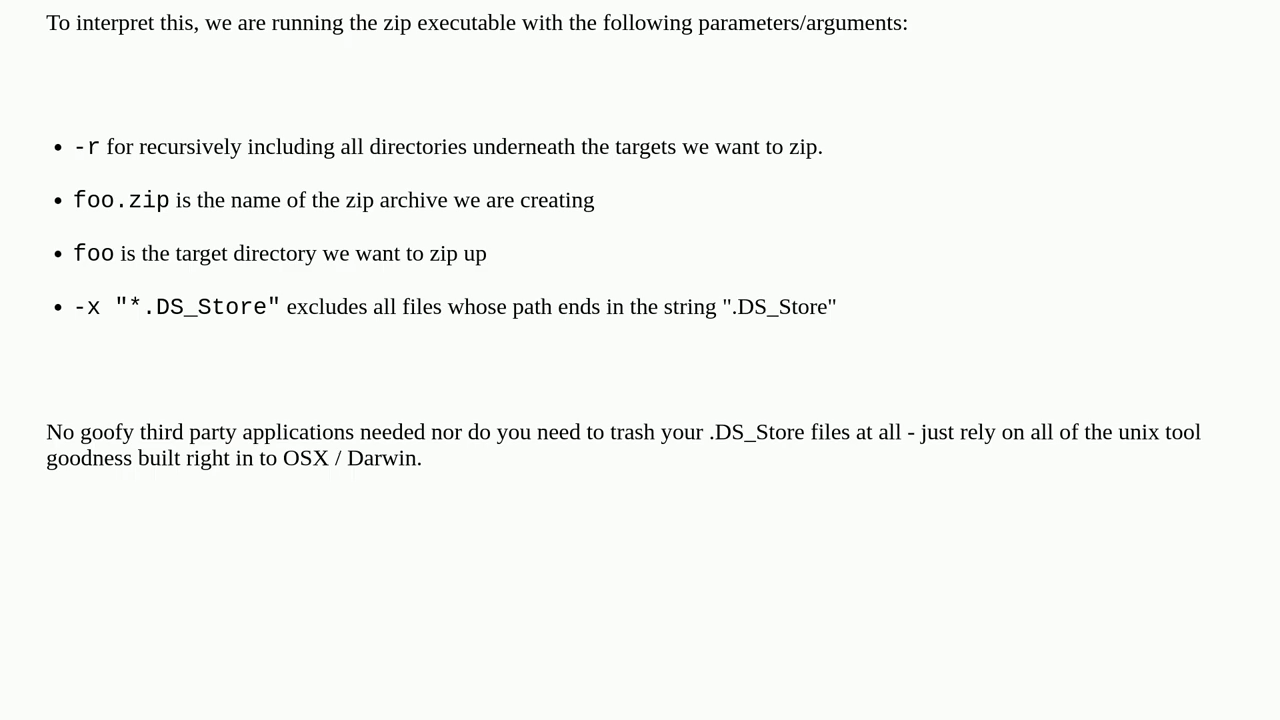 To interpret this, we are running the zip executable with the following parameters/arguments:
• -r for recursively including all directories underneath the targets we want to zip.
• foo.zip is the name of the zip archive we are creating
• foo is the target directory we want to zip up
• -x "*.DS_Store" excludes all files whose path ends in the string ".DS_Store"
No goofy third party applications needed nor do you need to trash your .DS_Store files at all - just rely on all of the unix tool
goodness built right in to OSX / Darwin.